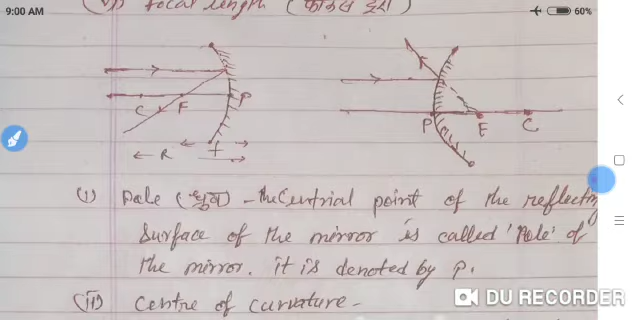 9:00 AM
60%
(v) focal length (फोकस दूरी)
C F P
R f
P F C
(i) Pole (ध्रुव) - the Centrial point of the reflecting
Surface of the mirror is called 'Pole' of
the mirror. it is denoted by P.
(ii) Centre of curvature -
DU RECORDER